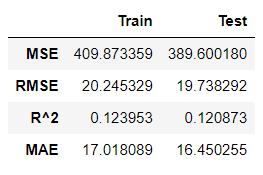 Train Test
MSE 409.873359 389.600180
RMSE 20.245329 19.738292
R^2 0.123953 0.120873
MAE 17.018089 16.450255